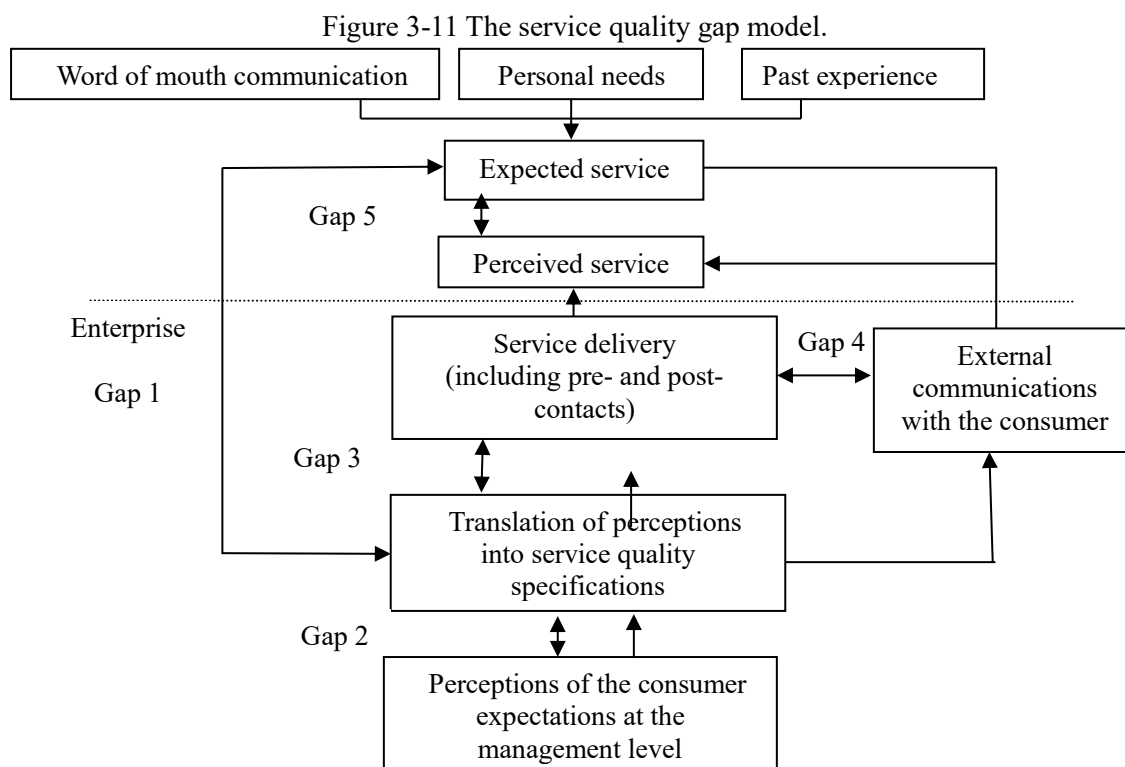 Figure 3-11 The service quality gap model.
Word of mouth communication
Personal needs
Past experience
Expected service
Gap 5
Perceived service
Enterprise
Gap 1
Service delivery
(including pre- and post-
contacts)
Gap 4
External
communications
with the consumer
Gap 3
Translation of perceptions
into service quality
specifications
Gap 2
Perceptions of the consumer
expectations at the
management level